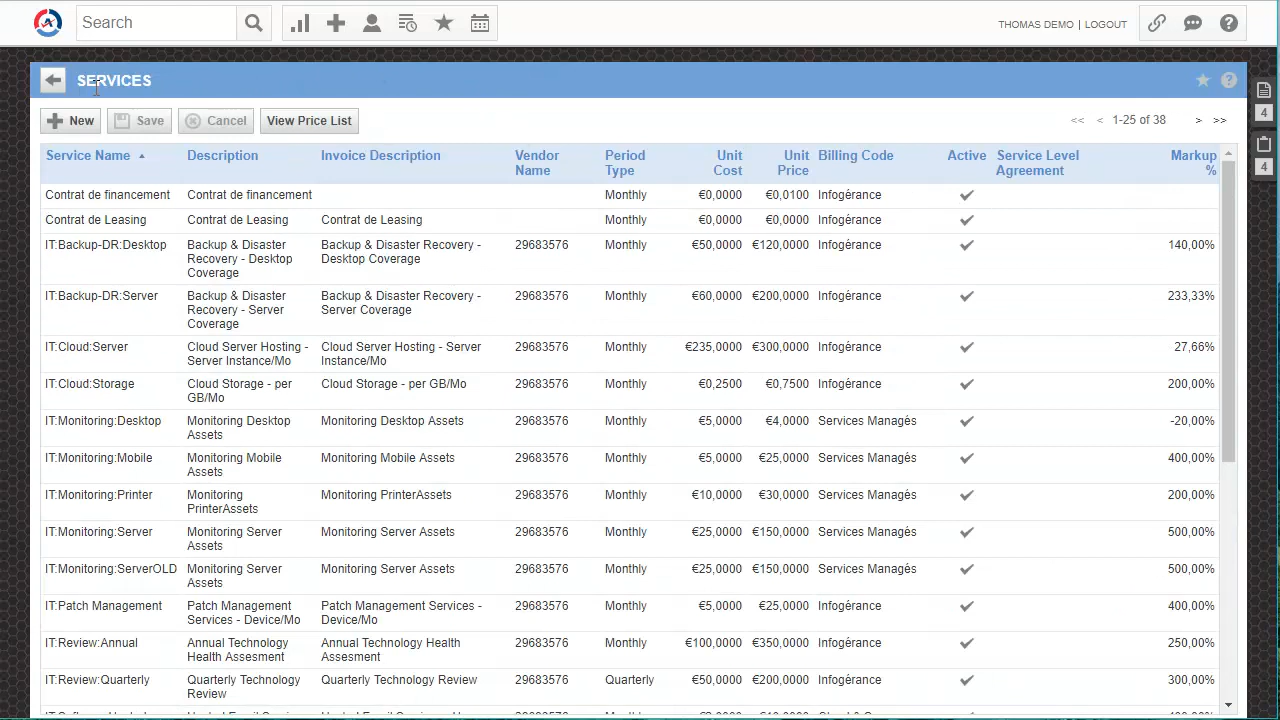 Search
THOMAS DEMO | LOGOUT
SERVICES
New Save Cancel View Price List
<< < 1-25 of 38 > >>
4
4
Service Name Description Invoice Description Vendor Name Period Type Unit Cost Unit Price Billing Code Active Service Level Agreement Markup %
Contrat de financement Contrat de financement Monthly €0,0000 €0,0100 Infogérance
Contrat de Leasing Contrat de Leasing Contrat de Leasing Monthly €0,0000 €0,0000 Infogérance
IT:Backup-DR:Desktop Backup & Disaster Recovery - Desktop Coverage Backup & Disaster Recovery - Desktop Coverage 29683576 Monthly €50,0000 €120,0000 Infogérance 140,00%
IT:Backup-DR:Server Backup & Disaster Recovery - Server Coverage Backup & Disaster Recovery - Server Coverage 29683576 Monthly €60,0000 €200,0000 Infogérance 233,33%
IT:Cloud:Server Cloud Server Hosting - Server Instance/Mo Cloud Server Hosting - Server Instance/Mo 29683576 Monthly €235,0000 €300,0000 Infogérance 27,66%
IT:Cloud:Storage Cloud Storage - per GB/Mo Cloud Storage - per GB/Mo 29683576 Monthly €0,2500 €0,7500 Infogérance 200,00%
IT:Monitoring:Desktop Monitoring Desktop Assets Monitoring Desktop Assets 29683576 Monthly €5,0000 €4,0000 Services Managés -20,00%
IT:Monitoring:Mobile Monitoring Mobile Assets Monitoring Mobile Assets 29683576 Monthly €5,0000 €25,0000 Services Managés 400,00%
IT:Monitoring:Printer Monitoring PrinterAssets Monitoring PrinterAssets 29683576 Monthly €10,0000 €30,0000 Services Managés 200,00%
IT:Monitoring:Server Monitoring Server Assets Monitoring Server Assets 29683576 Monthly €25,0000 €150,0000 Services Managés 500,00%
IT:Monitoring:ServerOLD Monitoring Server Assets Monitoring Server Assets 29683576 Monthly €25,0000 €150,0000 Services Managés 500,00%
IT:Patch Management Patch Management Services - Device/Mo Patch Management Services - Device/Mo 29683576 Monthly €5,0000 €25,0000 Infogérance 400,00%
IT:Review:Annual Annual Technology Health Assesment Annual Technology Health Assesment 29683576 Monthly €100,0000 €350,0000 Infogérance 250,00%
IT:Review:Quarterly Quarterly Technology Review Quarterly Technology Review 29683576 Quarterly €50,0000 €200,0000 Infogérance 300,00%